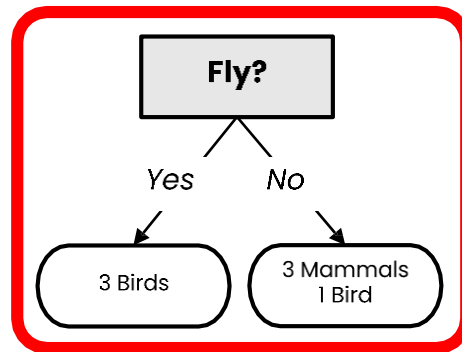 Fly?
Yes
No
3 Birds
3 Mammals
1 Bird